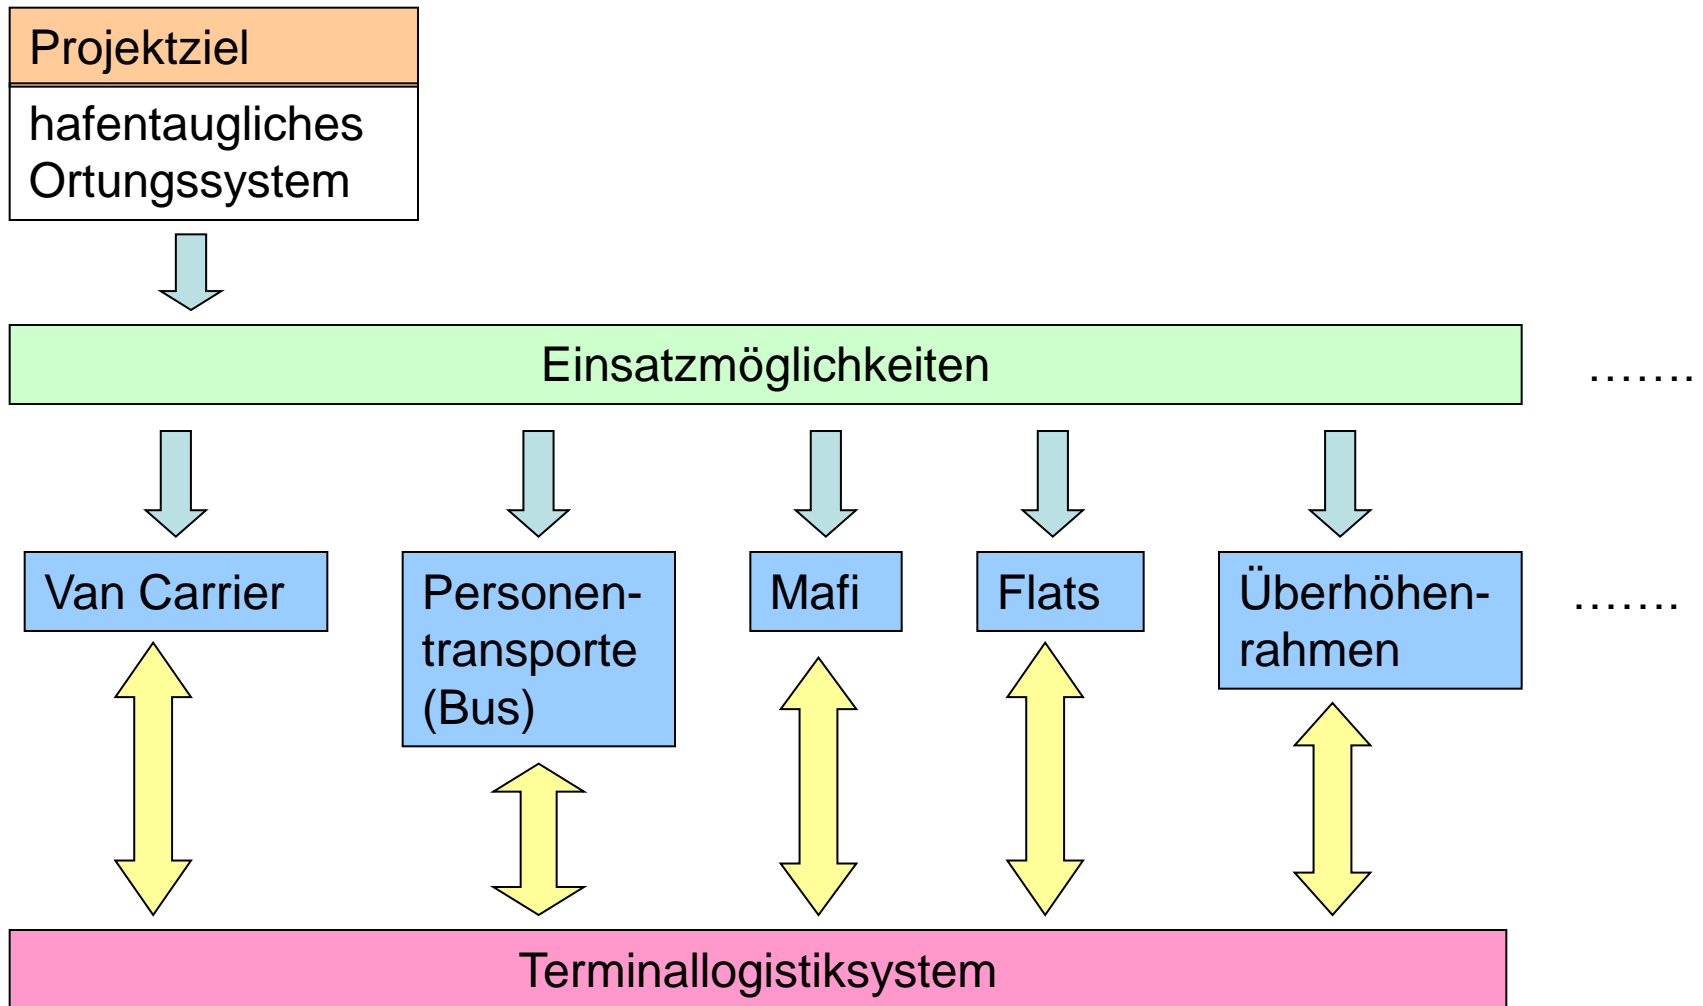 Projektziel
hafentaugliches
Ortungssystem
Einsatzmöglichkeiten
…….
Van Carrier
Personen-
transporte
(Bus)
Mafi
Flats
Überhöhen-
rahmen
…….
Terminallogistiksystem